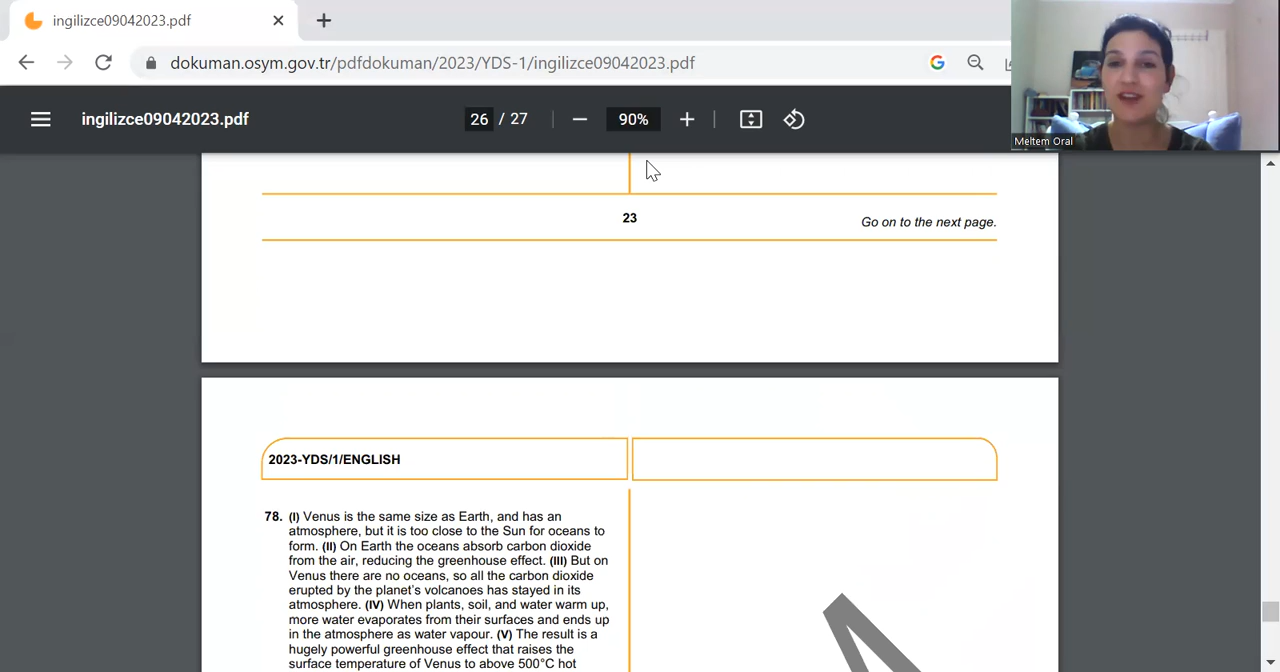 ingilizce09042023.pdf
dokuman.osym.gov.tr/pdfdokuman/2023/YDS-1/ingilizce09042023.pdf
Meltem Oral
ingilizce09042023.pdf
26 / 27
90%
23
Go on to the next page.
2023-YDS/1/ENGLISH
78. (I) Venus is the same size as Earth, and has an
atmosphere, but it is too close to the Sun for oceans to
form. (II) On Earth the oceans absorb carbon dioxide
from the air, reducing the greenhouse effect. (III) But on
Venus there are no oceans, so all the carbon dioxide
erupted by the planet's volcanoes has stayed in its
atmosphere. (IV) When plants, soil, and water warm up,
more water evaporates from their surfaces and ends up
in the atmosphere as water vapour. (V) The result is a
hugely powerful greenhouse effect that raises the
surface temperature of Venus to above 500°C hot